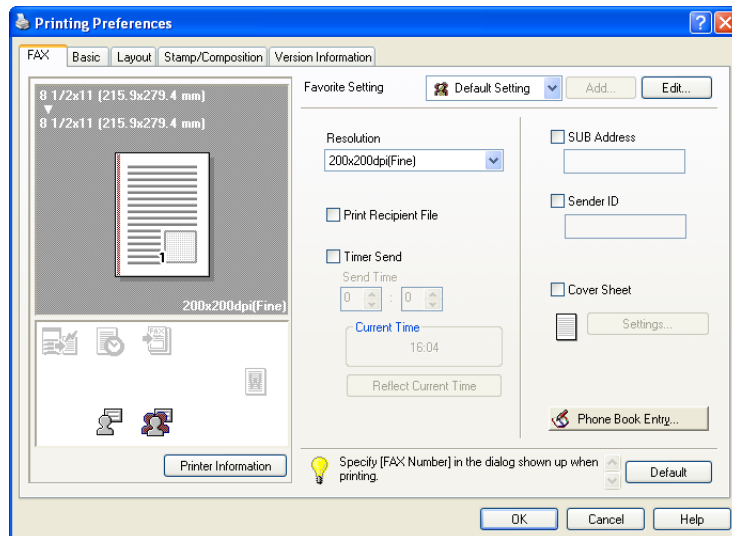 Printing Preferences
FAX Basic Layout Stamp/Composition Version Information
8 1/2x11 (215.9x279.4 mm)
8 1/2x11 (215.9x279.4 mm)
1
200x200dpi(Fine)
FAX
Printer Information
Favorite Setting Default Setting Add... Edit...
Resolution
200x200dpi(Fine)
Print Recipient File
Timer Send
Send Time
0 : 0
Current Time
16:04
Reflect Current Time
SUB Address
Sender ID
Cover Sheet
Settings...
Phone Book Entry...
Specify [FAX Number] in the dialog shown up when
printing.
Default
OK Cancel Help